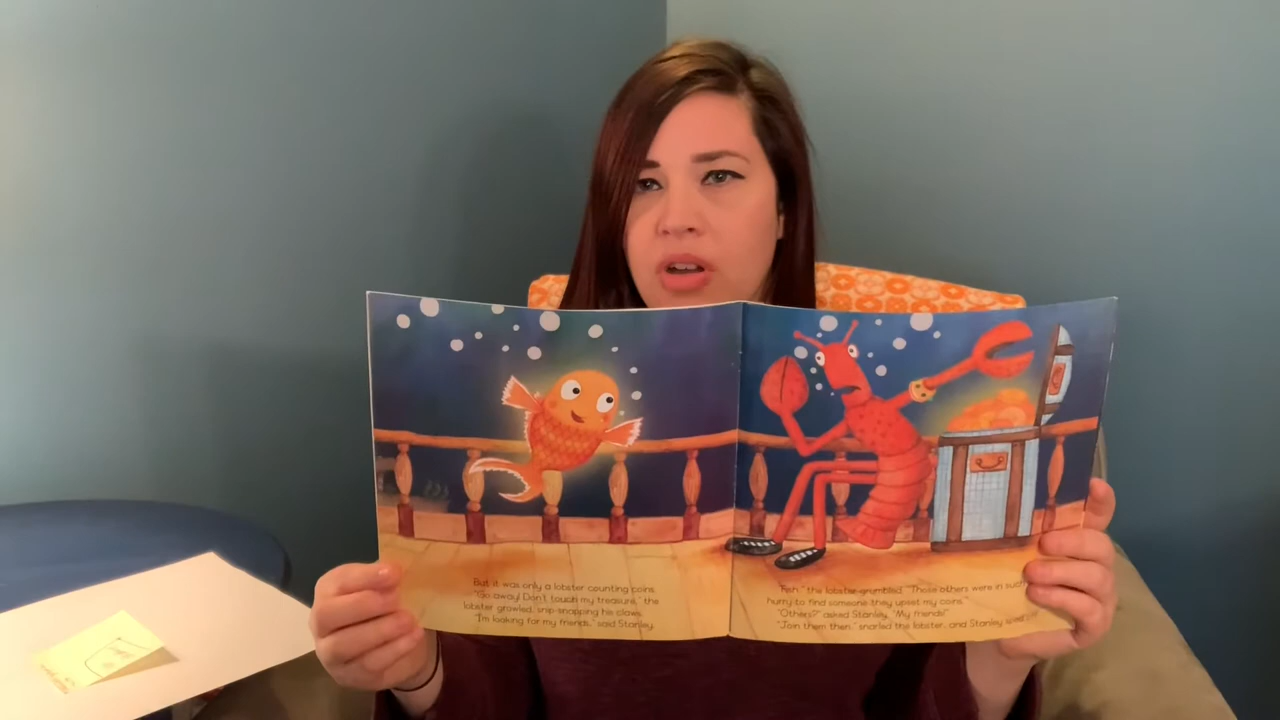 But it was only a lobster counting coins.
"Go away! Don't touch my treasure," the
lobster growled, snip-snapping his claws.
"I'm looking for my friends," said Stanley.
"Fish," the lobster grumbled. "Those others were in such
hurry to find someone they upset my coins."
"Others?" asked Stanley. "My friends!"
"Join them then," snarled the lobster, and Stanley